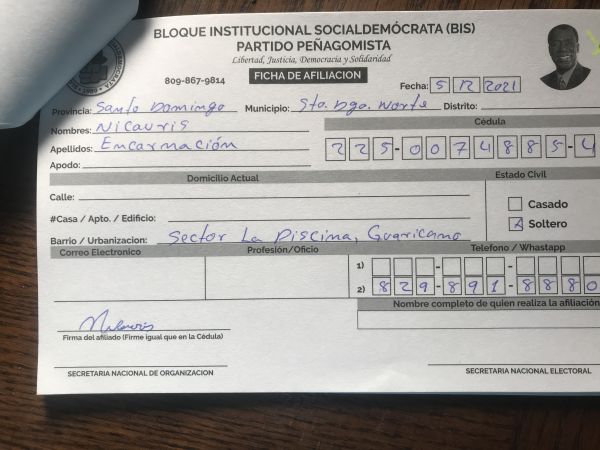 BLOQUE INSTITUCIONAL SOCIALDEMÓCRATA (BIS)
PARTIDO PEÑAGOMISTA
Libertad, Justicia, Democracia y Solidaridad
809-867-9814
FICHA DE AFILIACION
Fecha: 5 12 2021
Provincia: Santo Domingo Municipio: Sto. Dgo. Norte Distrito:
Nombres: Nicauris
Cédula
Apellidos: Encarnación
225-0074885-4
Apodo:
Domicilio Actual
Estado Civil
Calle:
Casado
#Casa / Apto. / Edificio:
Soltero
Barrio / Urbanizacion: Sector La Piscina, Guaricano
Correo Electronico Profesión/Oficio Telefono / Whastapp
1)
2) 829-891-8880
Nombre completo de quien realiza la afiliación
Firma del afiliado (Firme igual que en la Cédula)
SECRETARIA NACIONAL DE ORGANIZACION
SECRETARIA NACIONAL ELECTORAL